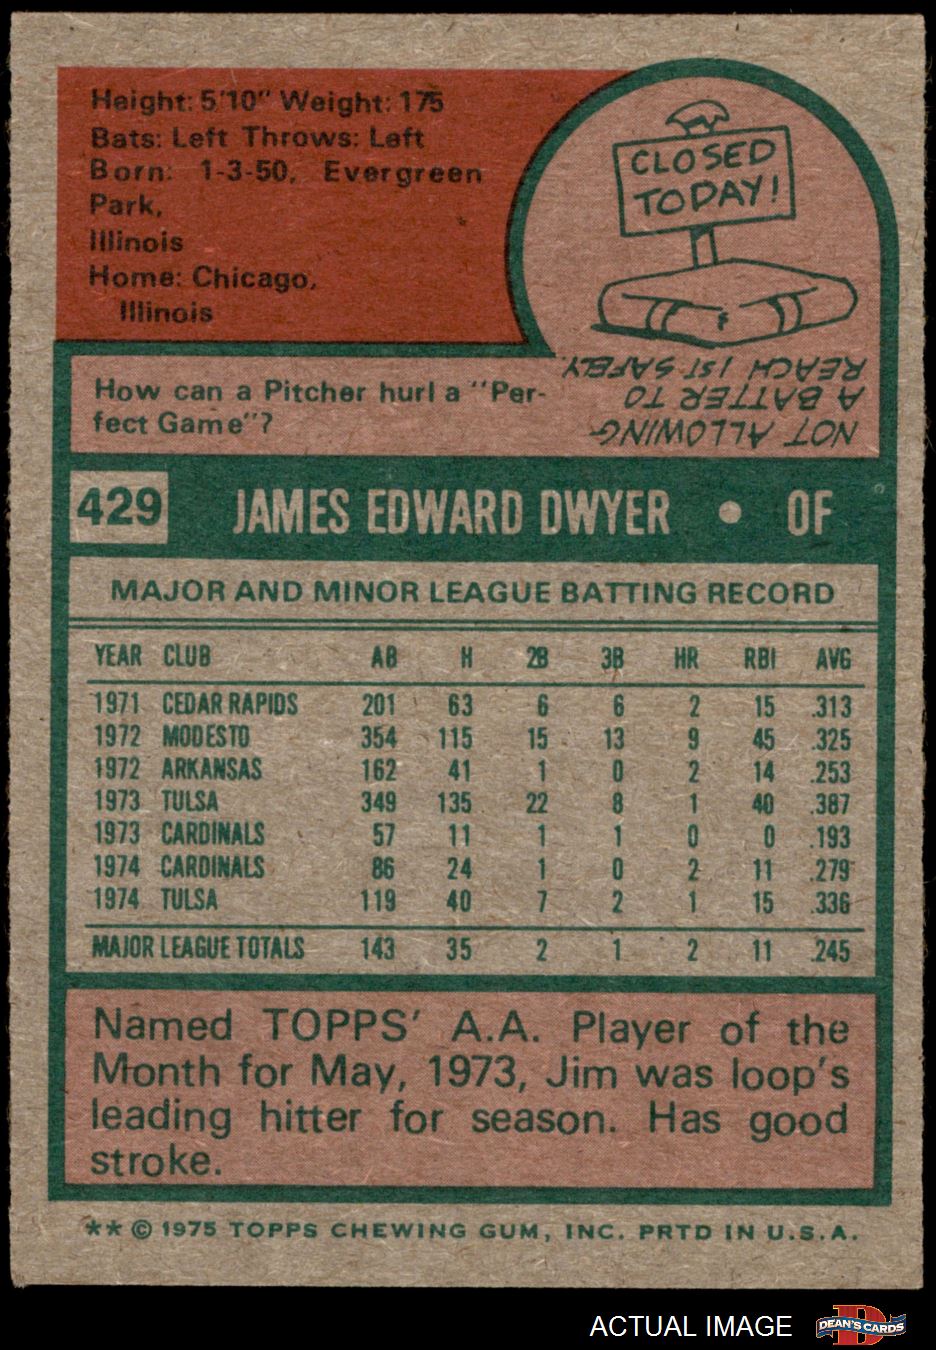 Height: 5'10" Weight: 175
Bats: Left Throws: Left
Born: 1-3-50, Evergreen
Park,
Illinois
Home: Chicago,
Illinois
CLOSED
TODAY!
How can a Pitcher hurl a "Per-
fect Game"?
NOT ALLOWING
A BATTER TO
REACH 1ST SAFELY.
429 JAMES EDWARD DWYER • OF
MAJOR AND MINOR LEAGUE BATTING RECORD
YEAR CLUB AB H 2B 3B HR RBI AVG
1971 CEDAR RAPIDS 201 63 6 6 2 15 .313
1972 MODESTO 354 115 15 13 9 45 .325
1972 ARKANSAS 162 41 1 0 2 14 .253
1973 TULSA 349 135 22 8 1 40 .387
1973 CARDINALS 57 11 1 1 0 0 .193
1974 CARDINALS 86 24 1 0 2 11 .279
1974 TULSA 119 40 7 2 1 15 .336
MAJOR LEAGUE TOTALS 143 35 2 1 2 11 .245
Named TOPPS' A.A. Player of the
Month for May, 1973, Jim was loop's
leading hitter for season. Has good
stroke.
** © 1975 TOPPS CHEWING GUM, INC. PRTD IN U.S.A.
ACTUAL IMAGE
D
DEAN'S CARDS